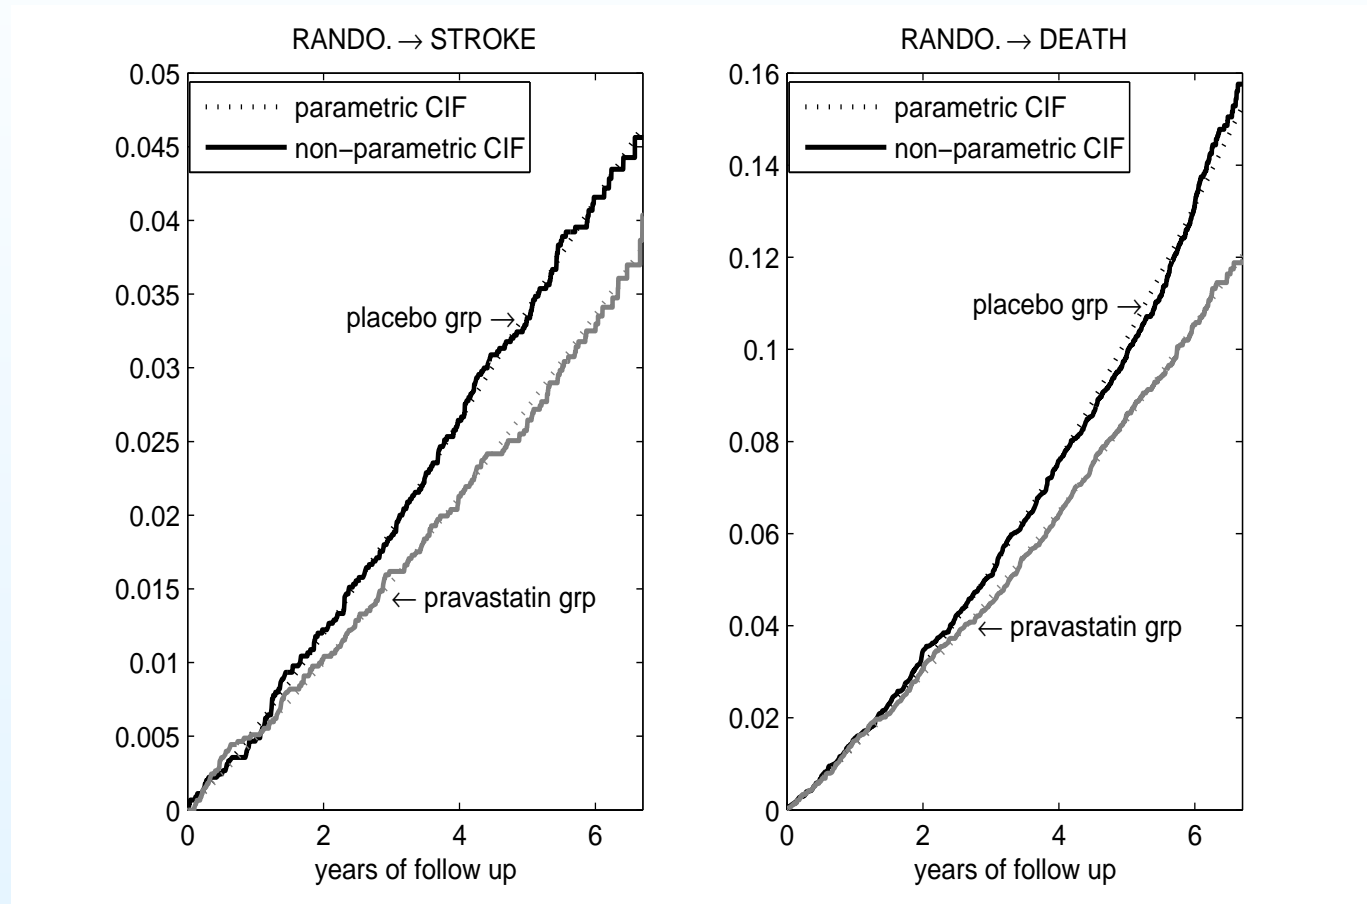 RANDO. → STROKE
0.05
0.045
0.04
0.035
0.03
0.025
0.02
0.015
0.01
0.005
0
parametric CIF
non−parametric CIF
placebo grp →
← pravastatin grp
0 2 4 6
years of follow up
RANDO. → DEATH
0.16
0.14
0.12
0.1
0.08
0.06
0.04
0.02
0
parametric CIF
non−parametric CIF
placebo grp →
← pravastatin grp
0 2 4 6
years of follow up